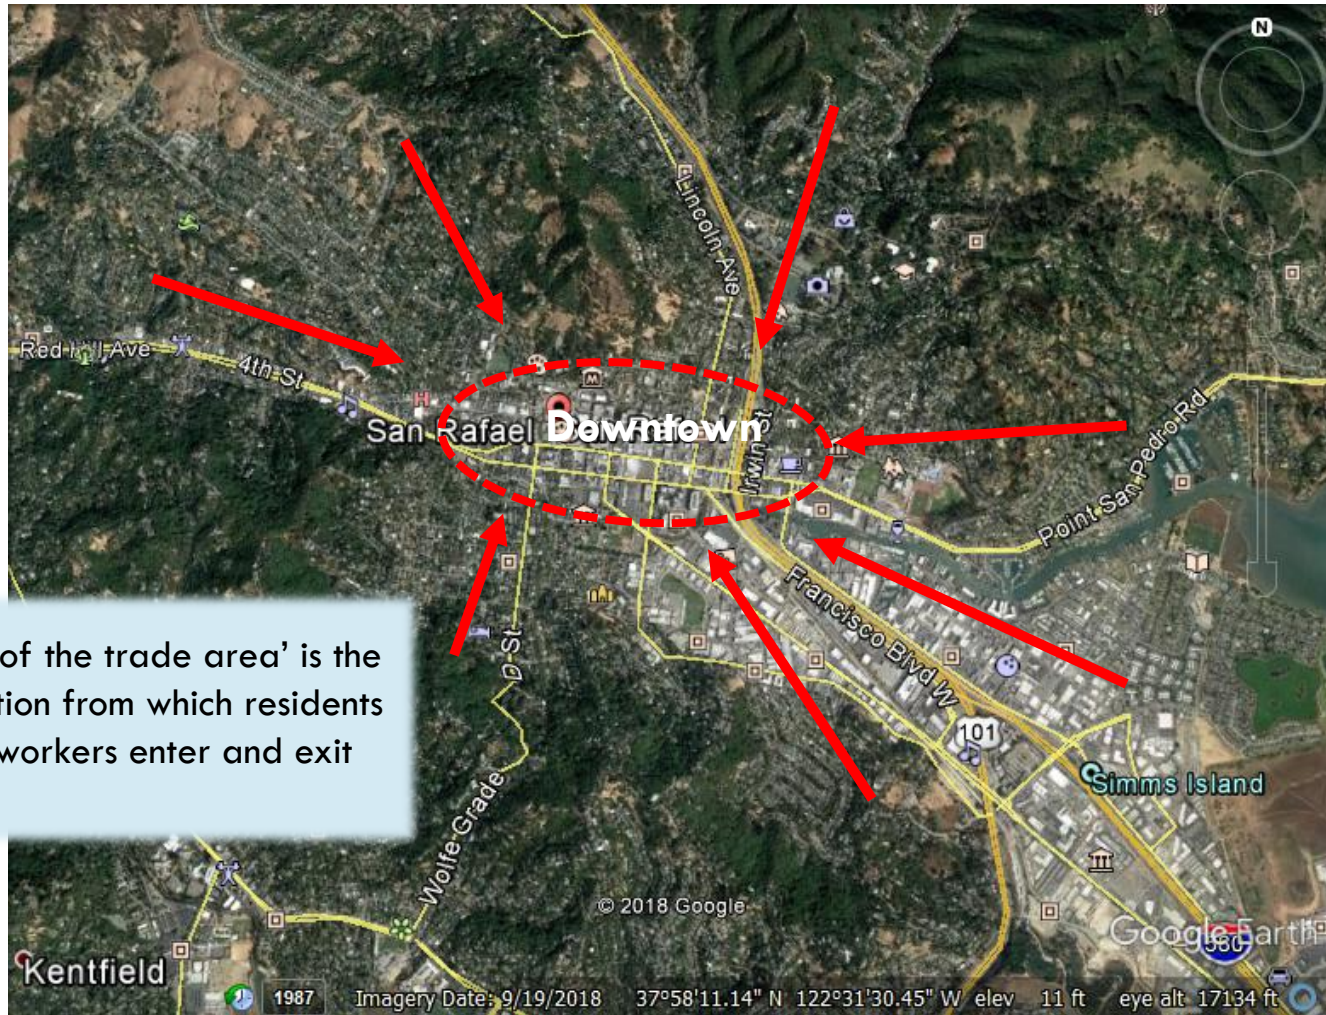 N
Lincoln Ave
Red Hill Ave
4th St
San Rafael
Downtown
Irwin St
Point San Pedro Rd
of the trade area’ is the
tion from which residents
workers enter and exit
D St
Francisco Blvd W
101
Simms Island
Wolfe Grade
© 2018 Google
Google Earth
580
Kentfield
1987
Imagery Date: 9/19/2018 37°58'11.14" N 122°31'30.45" W elev 11 ft eye alt 17134 ft